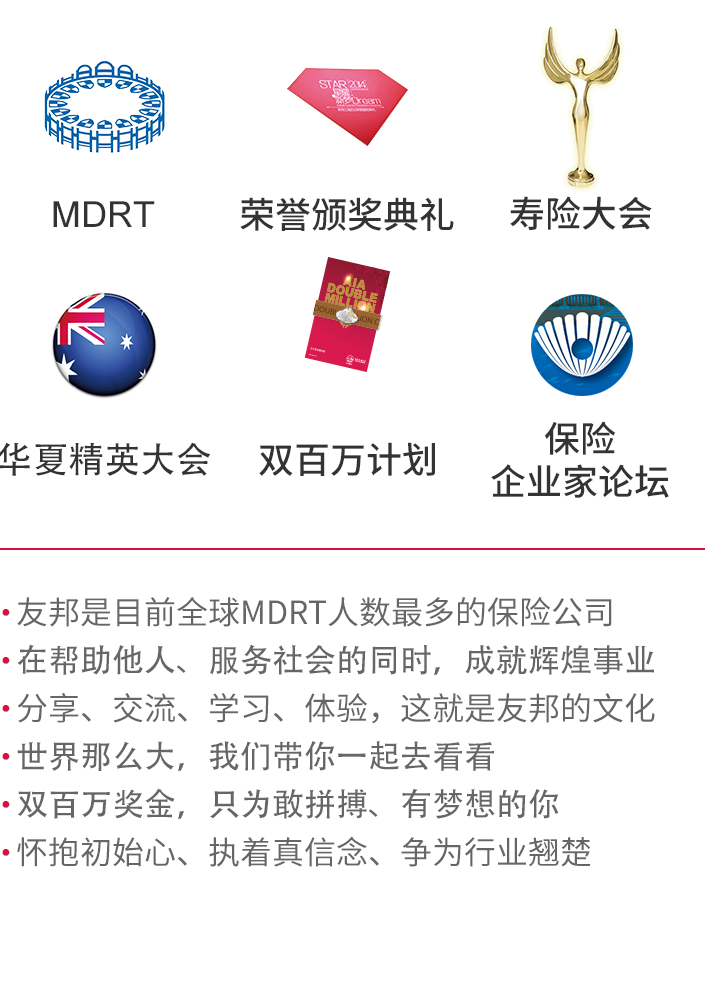 STAR 2014
Dream
MDRT
荣誉颁奖典礼
寿险大会
AIA
DOUBLE
MILLION
华夏精英大会
双百万计划
保险
企业家论坛
•友邦是目前全球MDRT人数最多的保险公司
•在帮助他人、服务社会的同时，成就辉煌事业
•分享、交流、学习、体验，这就是友邦的文化
•世界那么大，我们带你一起去看看
•双百万奖金，只为敢拼搏、有梦想的你
•怀抱初始心、执着真信念、争为行业翘楚